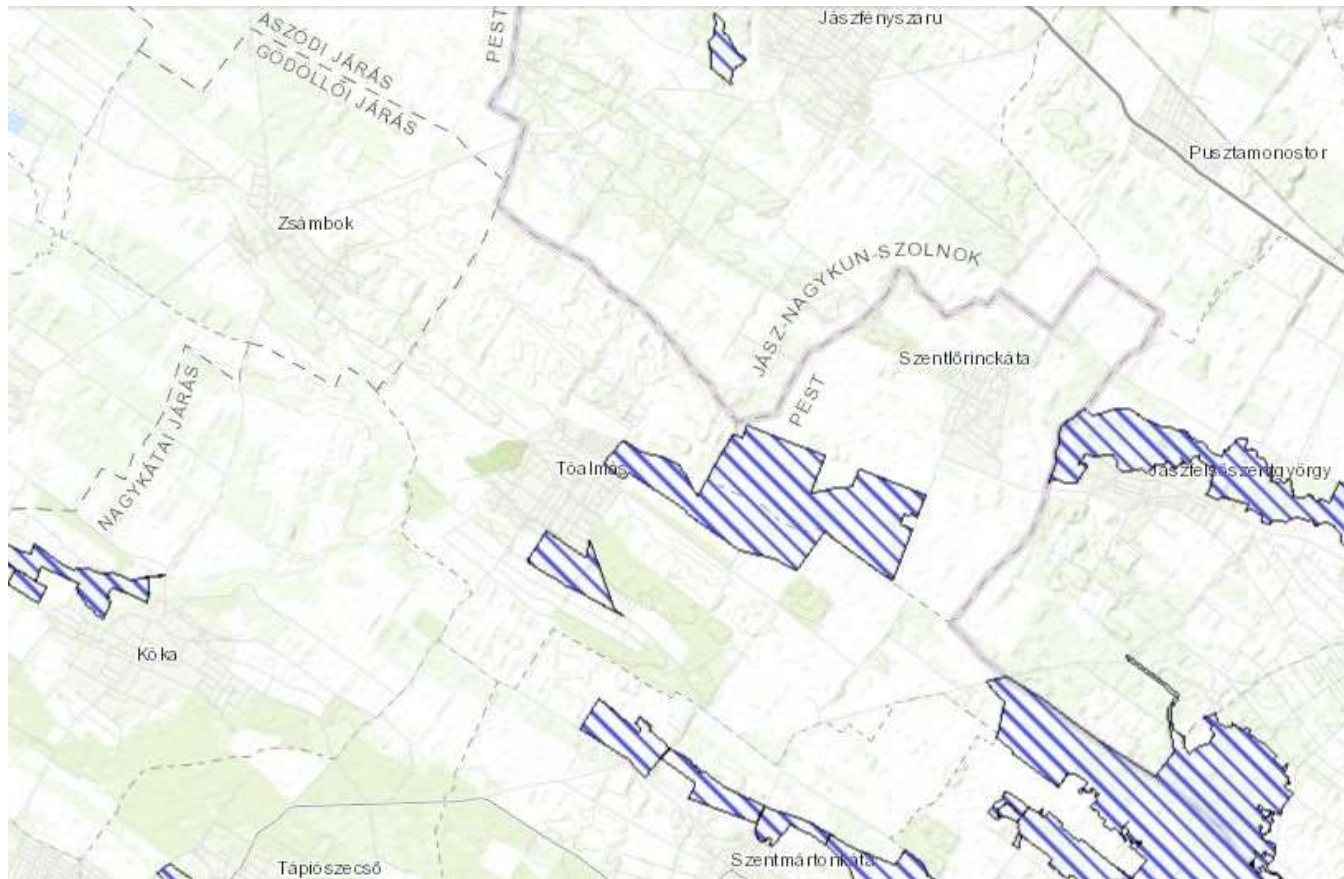 Jászfényszaru
PEST
ASZÓDI JÁRÁS
GÖDÖLLŐI JÁRÁS
Pusztamonostor
Zsámbok
JÁSZ-NAGYKUN-SZOLNOK
PEST
Szentlőrinckáta
NAGYKÁTAI JÁRÁS
Tóalmás
Jászfelsőszentgyörgy
Kóka
Szentmártonkáta
Tápiószecső